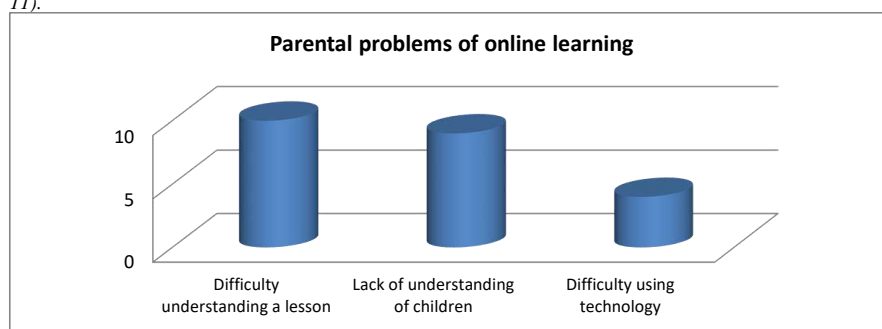 11).
Parental problems of online learning
10
5
0
Difficulty
understanding a lesson
Lack of understanding
of children
Difficulty using
technology